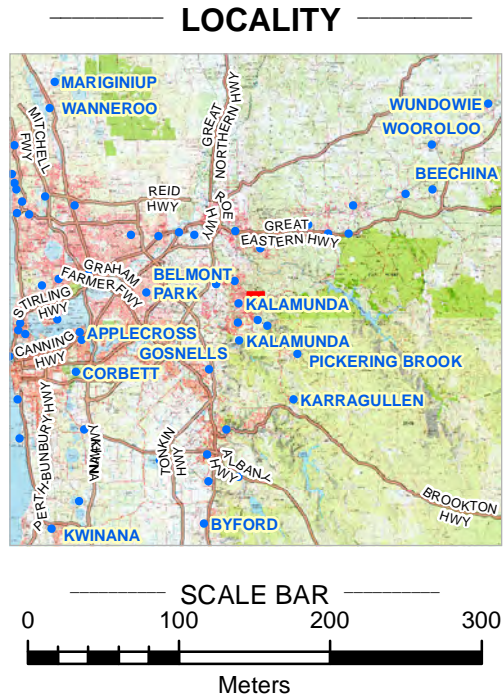 LOCALITY
MARIGINIUP
WANNEROO
MITCHELL
FWY
GREAT
NORTHERN HWY
WUNDOWIE
WOOROLOO
BEECHINA
REID
HWY
ROE
HWY
GREAT
EASTERN HWY
GRAHAM
FARMER FWY
BELMONT
PARK
STIRLING
HWY
KALAMUNDA
CANNING
HWY
APPLECROSS
GOSNELLS
KALAMUNDA
PICKERING BROOK
CORBETT
KARRAGULLEN
PERTH-BUNBURY HWY
KWINANA
TONKIN
HWY
ALBANY
HWY
BROOKTON
HWY
KWINANA
BYFORD
SCALE BAR
0 100 200 300
Meters